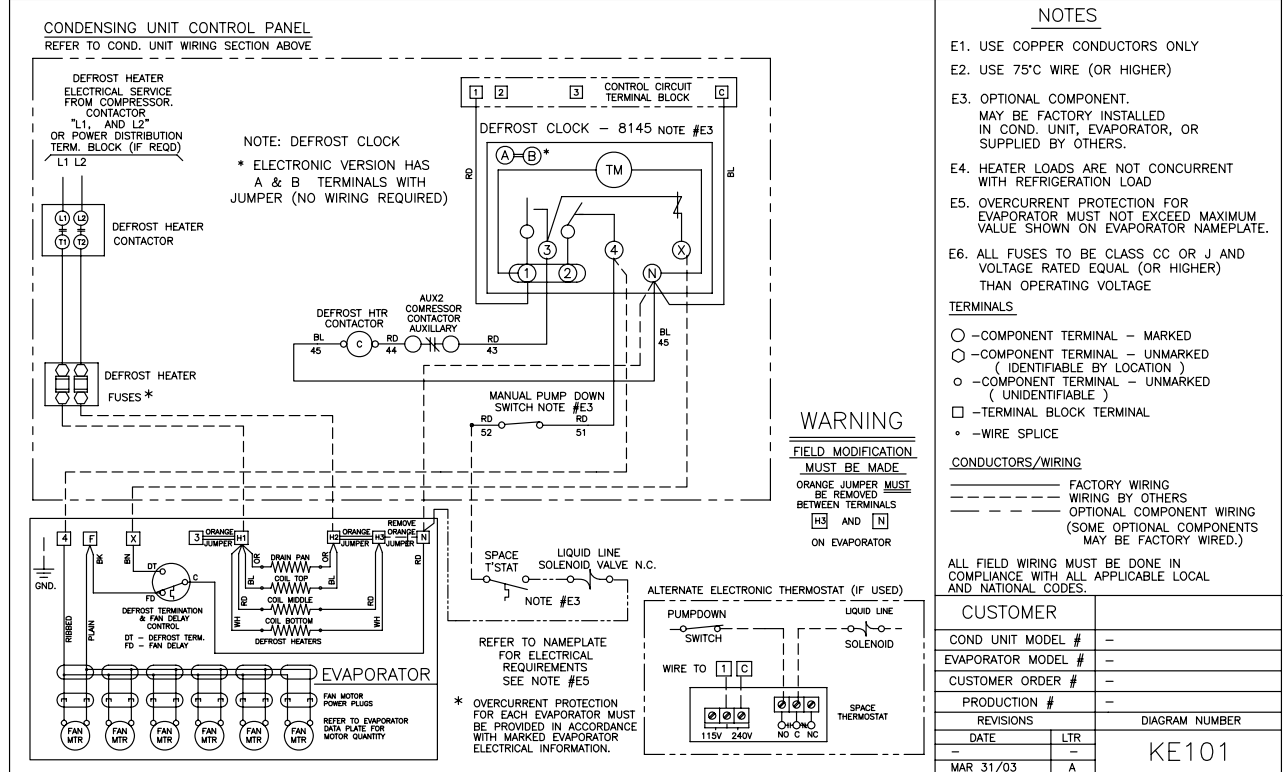 CONDENSING UNIT CONTROL PANEL
REFER TO COND. UNIT WIRING SECTION ABOVE
DEFROST HEATER
ELECTRICAL SERVICE
FROM COMPRESSOR.
CONTACTOR
"L1, AND L2"
OR POWER DISTRIBUTION
TERM. BLOCK (IF REQD)
L1 L2
L1 L2
T1 T2
DEFROST HEATER
CONTACTOR
DEFROST HEATER
FUSES *
NOTE: DEFROST CLOCK
* ELECTRONIC VERSION HAS
A & B TERMINALS WITH
JUMPER (NO WIRING REQUIRED)
1 2 3 C
CONTROL CIRCUIT
TERMINAL BLOCK
DEFROST CLOCK - 8145 NOTE #E3
A B *
TM
RD
BL
3 4 X
1 2 N
DEFROST HTR
CONTACTOR
AUX2
COMRESSOR
CONTACTOR
AUXILLARY
BL
45
C
RD
44
RD
43
BL
45
MANUAL PUMP DOWN
SWITCH NOTE #E3
RD
52
RD
51
WARNING
FIELD MODIFICATION
MUST BE MADE
ORANGE JUMPER MUST
BE REMOVED
BETWEEN TERMINALS
H3 AND N
ON EVAPORATOR
4 F X 3 H1 H2 H3 N
ORANGE
JUMPER
ORANGE
JUMPER
REMOVE
ORANGE
JUMPER
GND.
BK
BN
DT
C
FD
DEFROST TERMINATION
& FAN DELAY
CONTROL
DT - DEFROST TERM.
FD - FAN DELAY
RIBBED
PLAIN
OR
DRAIN PAN
OR
BL
COIL TOP
BL
RD
COIL MIDDLE
RD
WH
COIL BOTTOM
WH
DEFROST HEATERS
RD
EVAPORATOR
FAN MOTOR
POWER PLUGS
REFER TO EVAPORATOR
DATA PLATE FOR
MOTOR QUANTITY
FAN
MTR
FAN
MTR
FAN
MTR
FAN
MTR
FAN
MTR
FAN
MTR
SPACE
T'STAT
LIQUID LINE
SOLENOID VALVE N.C.
NOTE #E3
REFER TO NAMEPLATE
FOR ELECTRICAL
REQUIREMENTS
SEE NOTE #E5
* OVERCURRENT PROTECTION
FOR EACH EVAPORATOR MUST
BE PROVIDED IN ACCORDANCE
WITH MARKED EVAPORATOR
ELECTRICAL INFORMATION.
ALTERNATE ELECTRONIC THERMOSTAT (IF USED)
PUMPDOWN
SWITCH
LIQUID LINE
SOLENOID
WIRE TO 1 C
115V 240V
NO C NC
SPACE
THERMOSTAT
NOTES
E1. USE COPPER CONDUCTORS ONLY
E2. USE 75°C WIRE (OR HIGHER)
E3. OPTIONAL COMPONENT.
MAY BE FACTORY INSTALLED
IN COND. UNIT, EVAPORATOR, OR
SUPPLIED BY OTHERS.
E4. HEATER LOADS ARE NOT CONCURRENT
WITH REFRIGERATION LOAD
E5. OVERCURRENT PROTECTION FOR
EVAPORATOR MUST NOT EXCEED MAXIMUM
VALUE SHOWN ON EVAPORATOR NAMEPLATE.
E6. ALL FUSES TO BE CLASS CC OR J AND
VOLTAGE RATED EQUAL (OR HIGHER)
THAN OPERATING VOLTAGE
TERMINALS
-COMPONENT TERMINAL - MARKED
-COMPONENT TERMINAL - UNMARKED
( IDENTIFIABLE BY LOCATION )
-COMPONENT TERMINAL - UNMARKED
( UNIDENTIFIABLE )
-TERMINAL BLOCK TERMINAL
-WIRE SPLICE
CONDUCTORS/WIRING
FACTORY WIRING
WIRING BY OTHERS
OPTIONAL COMPONENT WIRING
(SOME OPTIONAL COMPONENTS
MAY BE FACTORY WIRED.)
ALL FIELD WIRING MUST BE DONE IN
COMPLIANCE WITH ALL APPLICABLE LOCAL
AND NATIONAL CODES.
CUSTOMER
COND UNIT MODEL # -
EVAPORATOR MODEL # -
CUSTOMER ORDER # -
PRODUCTION # -
REVISIONS
DIAGRAM NUMBER
DATE LTR
- -
MAR 31/03 A
KE101